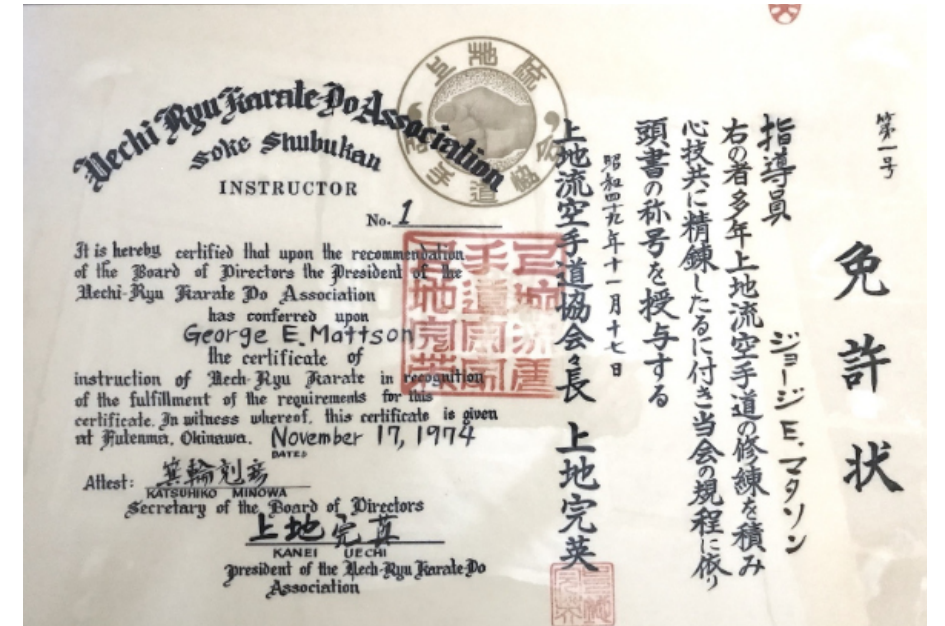 Uechi Ryu Karate-Do Association
Soke Shubukan
INSTRUCTOR
No. 1
It is hereby certified that upon the recommendation
of the Board of Directors the President of the
Uechi-Ryu Karate Do Association
has conferred upon
George E. Mattson
the certificate of
instruction of Uech-Ryu Karate in recognition
of the fulfillment of the requirements for this
certificate. In witness whereof, this certificate is given
at Futenma, Okinawa. November 17, 1974
DATED
Attest: 箕輪剋彦
KATSUHIKO MINOWA
Secretary of the Board of Directors
上地完英
KANEI UECHI
president of the Uech-Ryu Karate-Do
Association
第一号
免許状
ジョージ E. マタソン
指導員
右の者多年上地流空手道の修練を積み
心技共に精錬したるに付き当会の規程に依り
頭書の称号を授与する
昭和四十九年十一月十七日
上地流空手道協会々長 上地完英